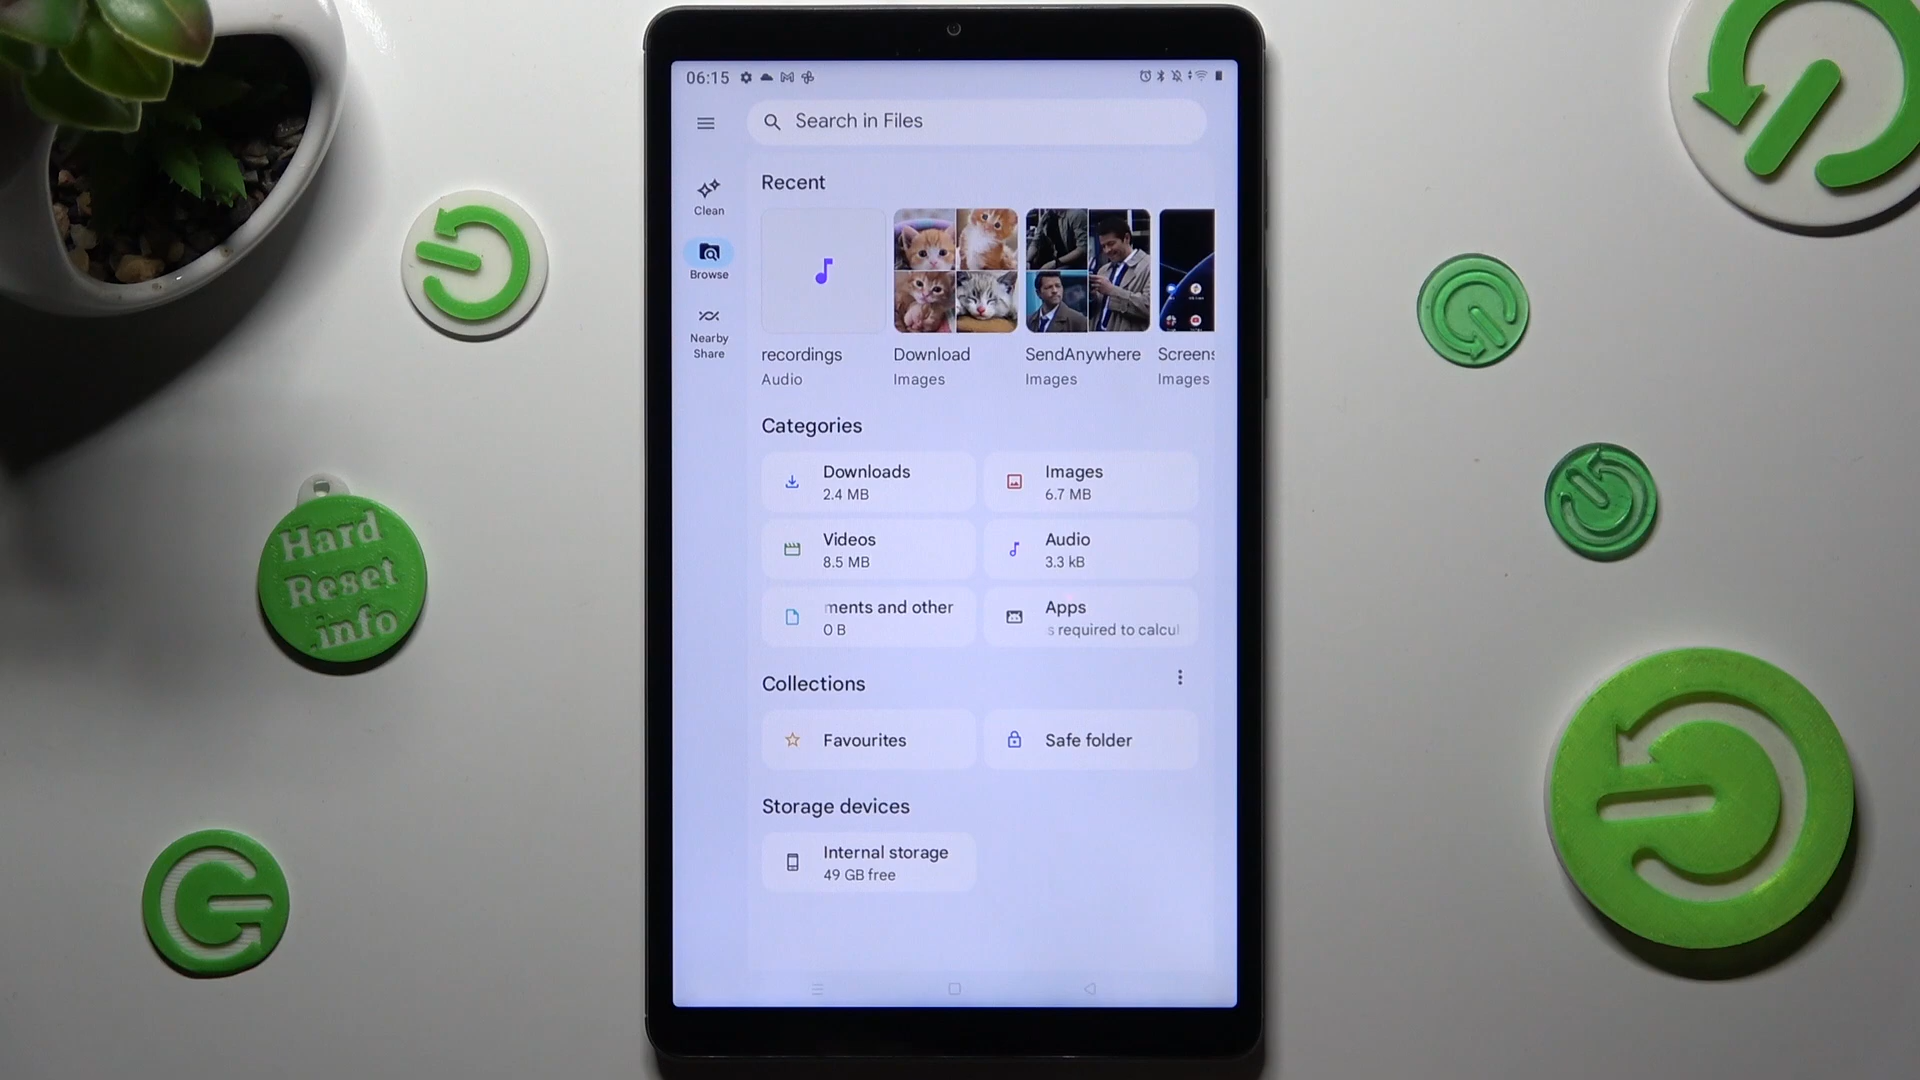 06:15
Search in Files
Clean
Browse
Nearby
Share
Recent
recordings
Audio
Download
Images
SendAnywhere
Images
Screens
Images
Categories
Downloads
2.4 MB
Images
6.7 MB
Videos
8.5 MB
Audio
3.3 kB
ments and other
0 B
Apps
s required to calcul
Collections
Favourites
Safe folder
Storage devices
Internal storage
49 GB free
Hard
Reset
.info